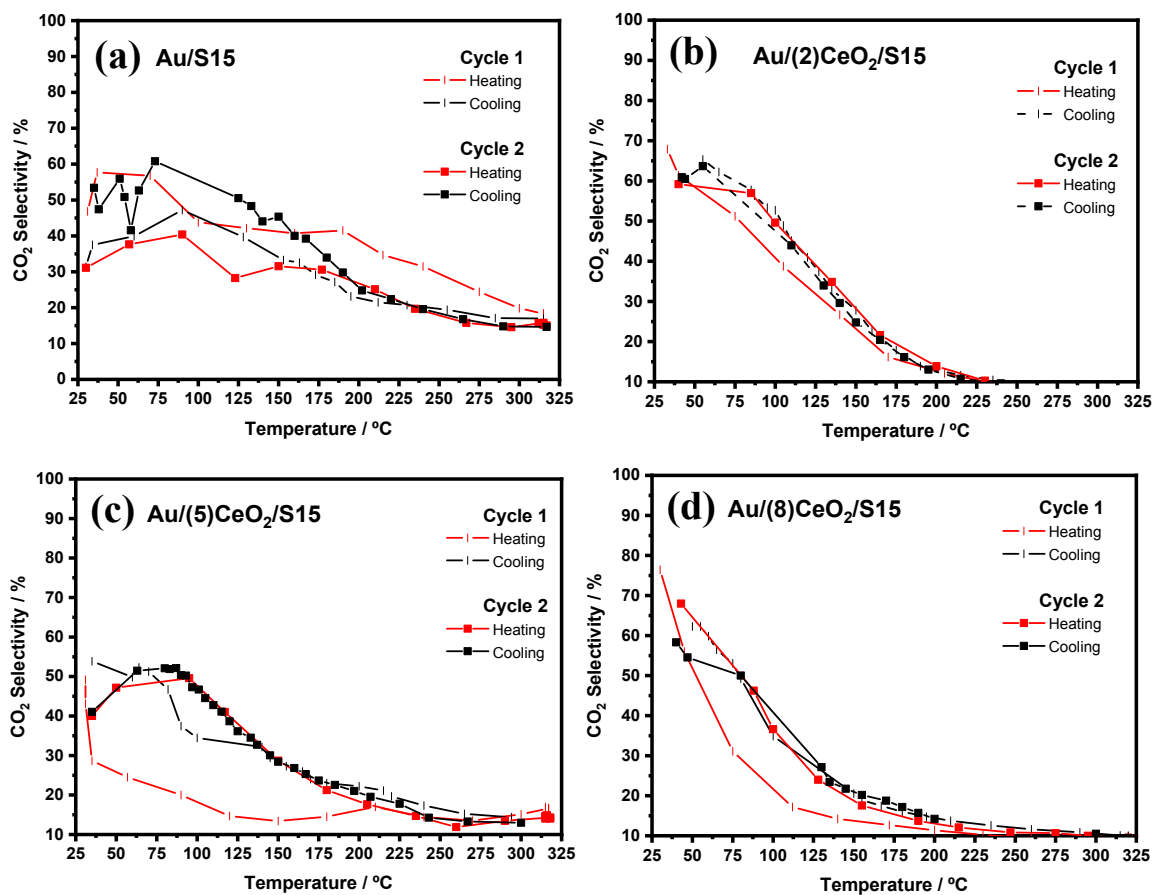 (a) Au/S15
Cycle 1
Heating
Cooling
Cycle 2
Heating
Cooling
CO₂ Selectivity / %
100
90
80
70
60
50
40
30
20
10
0
25 50 75 100 125 150 175 200 225 250 275 300 325
Temperature / ºC
(b) Au/(2)CeO₂/S15
Cycle 1
Heating
Cooling
Cycle 2
Heating
Cooling
CO₂ Selectivity / %
100
90
80
70
60
50
40
30
20
10
25 50 75 100 125 150 175 200 225 250 275 300 325
Temperature / ºC
(c) Au/(5)CeO₂/S15
Cycle 1
Heating
Cooling
Cycle 2
Heating
Cooling
CO₂ Selectivity / %
100
90
80
70
60
50
40
30
20
10
25 50 75 100 125 150 175 200 225 250 275 300 325
Temperature / ºC
(d) Au/(8)CeO₂/S15
Cycle 1
Heating
Cooling
Cycle 2
Heating
Cooling
CO₂ Selectivity / %
100
90
80
70
60
50
40
30
20
10
25 50 75 100 125 150 175 200 225 250 275 300 325
Temperature / ºC